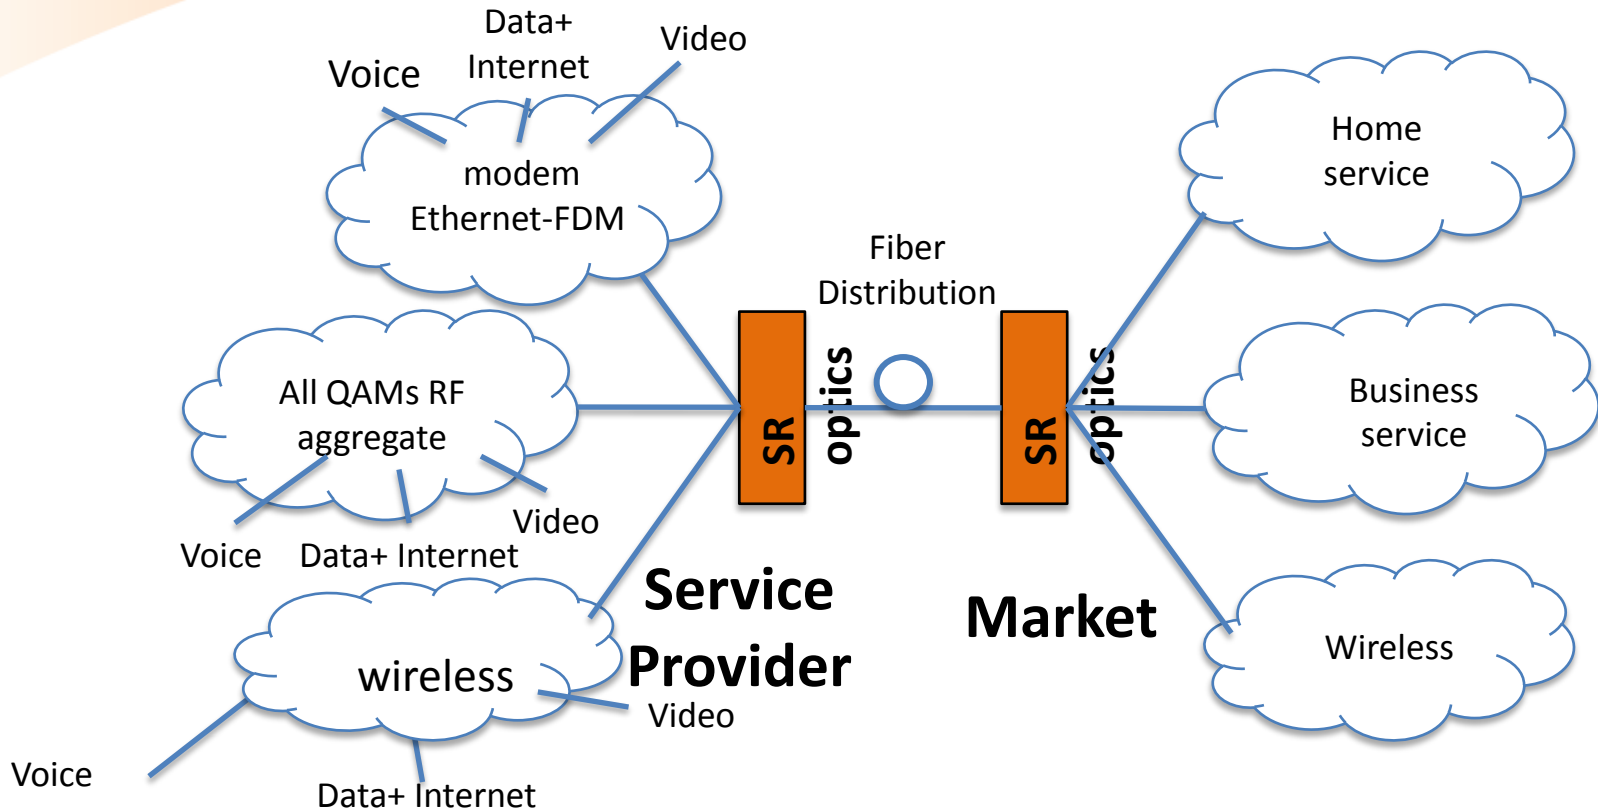 Data+
Internet
Video
Voice
modem
Ethernet-FDM
Home
service
Fiber
Distribution
All QAMs RF
aggregate
SR
optics
SR
optics
Business
service
Voice
Data+ Internet
Video
Service
Provider
Market
wireless
Wireless
Video
Voice
Data+ Internet